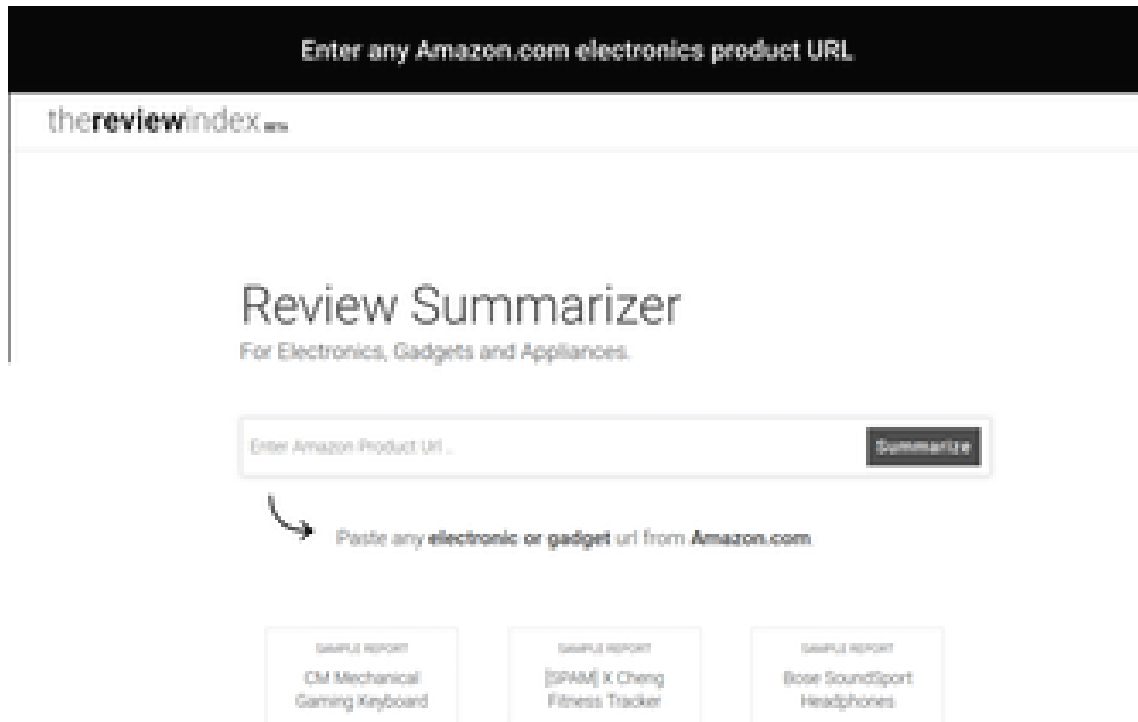 Enter any Amazon.com electronics product URL
thereviewindex BETA
Review Summarizer
For Electronics, Gadgets and Appliances.
Enter Amazon Product Url ..
Summarize
Paste any electronic or gadget url from Amazon.com.
SAMPLE REPORT
CM Mechanical
Gaming Keyboard
SAMPLE REPORT
[SPAM] X Cheng
Fitness Tracker
SAMPLE REPORT
Bose SoundSport
Headphones